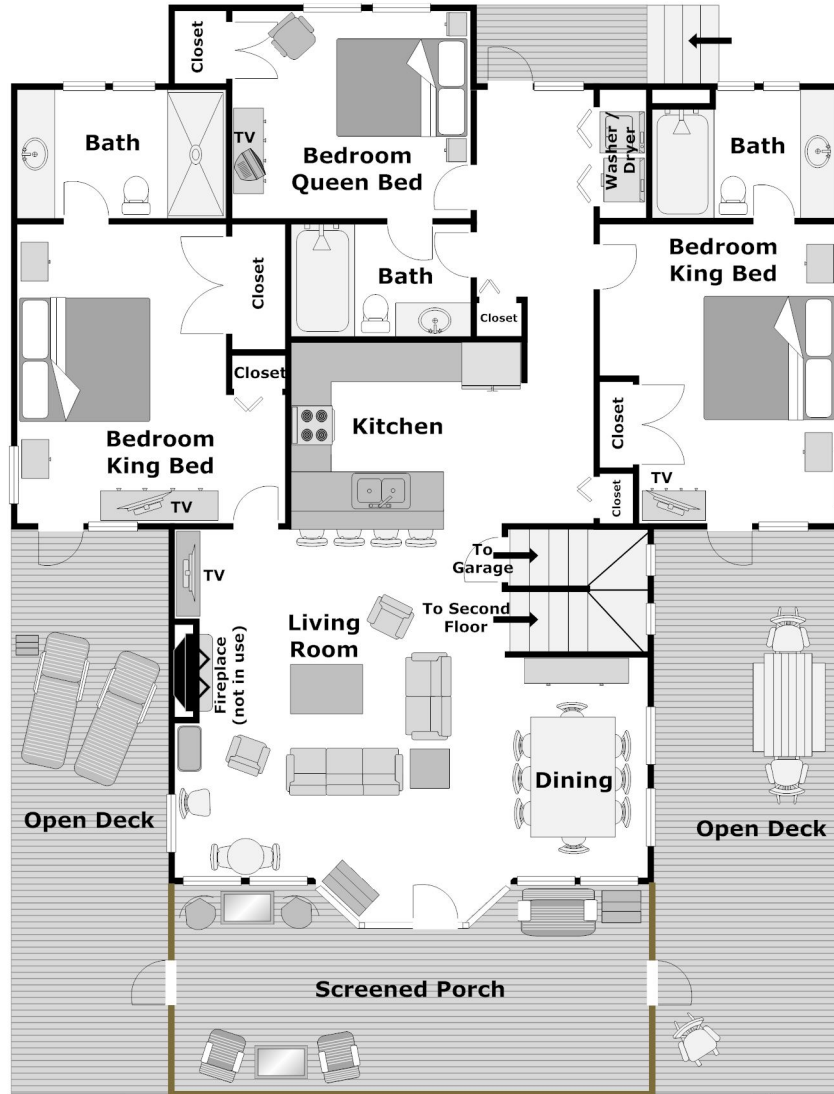 Closet
Bath
TV
Bedroom
Queen Bed
Washer /
Dryer
Bath
Closet
Bath
Bedroom
King Bed
Closet
Closet
Kitchen
Closet
Bedroom
King Bed
TV
TV
Closet
TV
To
Garage
To Second
Floor
Living
Room
Fireplace
(not in use)
Dining
Open Deck
Open Deck
Screened Porch